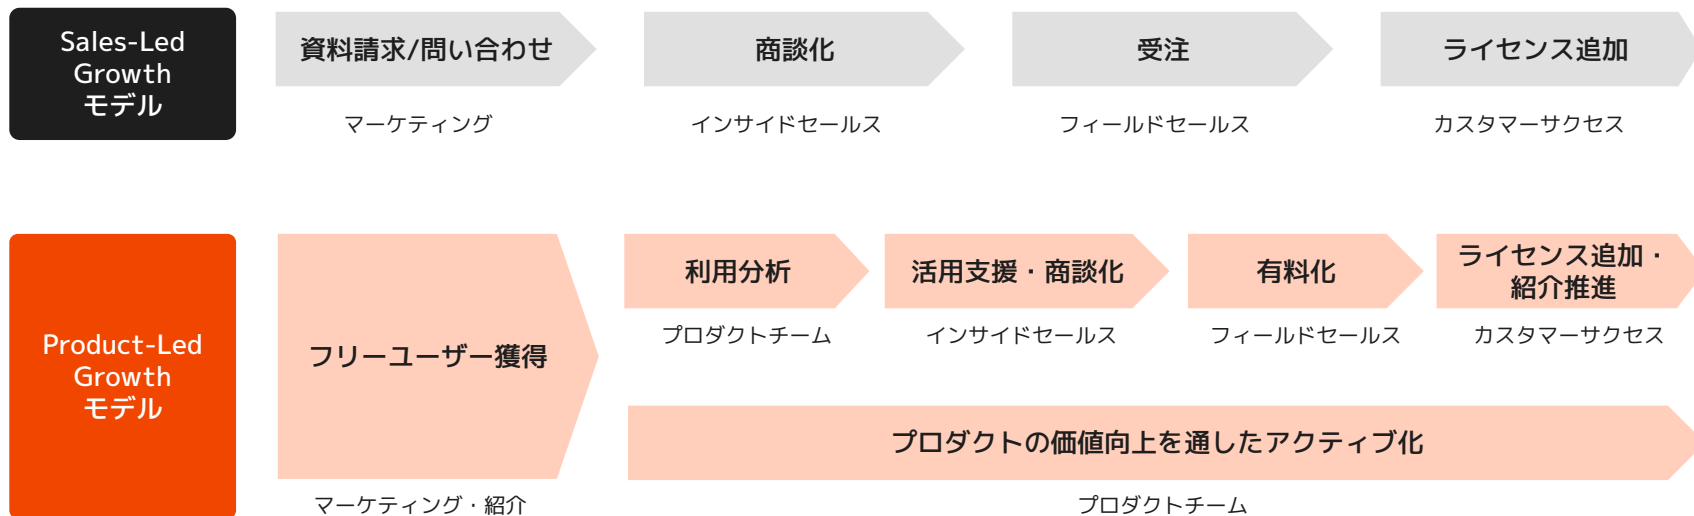 Sales-Led
Growth
モデル
資料請求/問い合わせ
商談化
受注
ライセンス追加
マーケティング
インサイドセールス
フィールドセールス
カスタマーサクセス
Product-Led
Growth
モデル
フリーユーザー獲得
マーケティング・紹介
利用分析
活用支援・商談化
有料化
ライセンス追加・
紹介推進
プロダクトチーム
インサイドセールス
フィールドセールス
カスタマーサクセス
プロダクトの価値向上を通したアクティブ化
プロダクトチーム